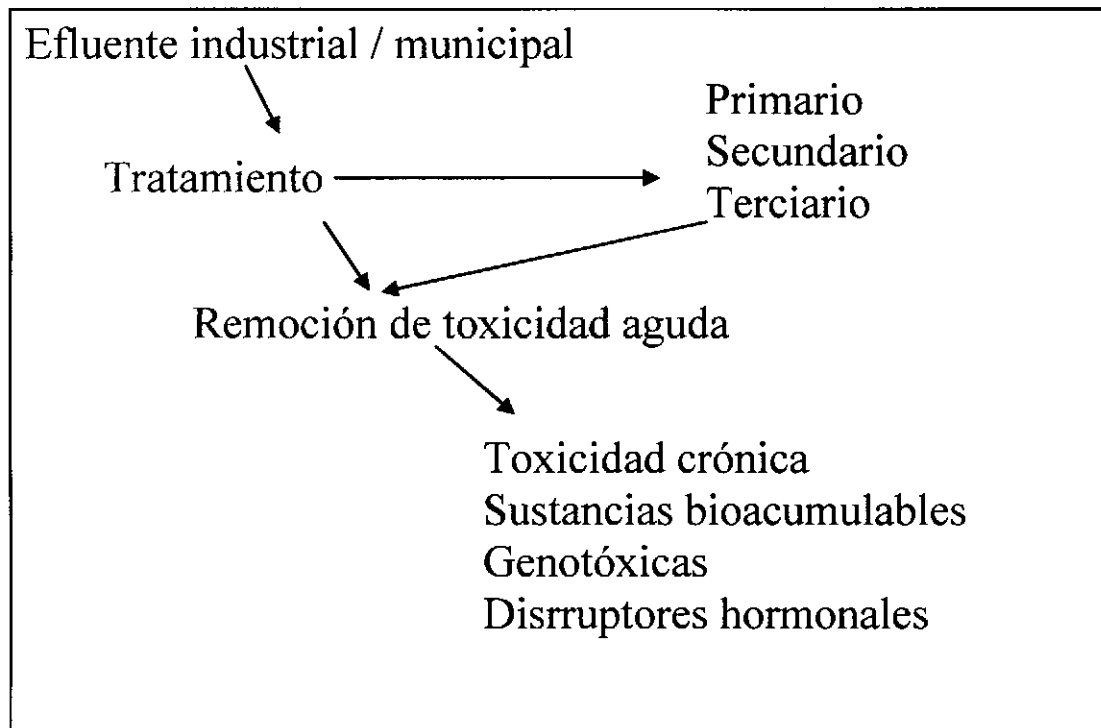 Efluente industrial / municipal
Primario
Secundario
Terciario
Tratamiento
Remoción de toxicidad aguda
Toxicidad crónica
Sustancias bioacumulables
Genotóxicas
Disrruptores hormonales